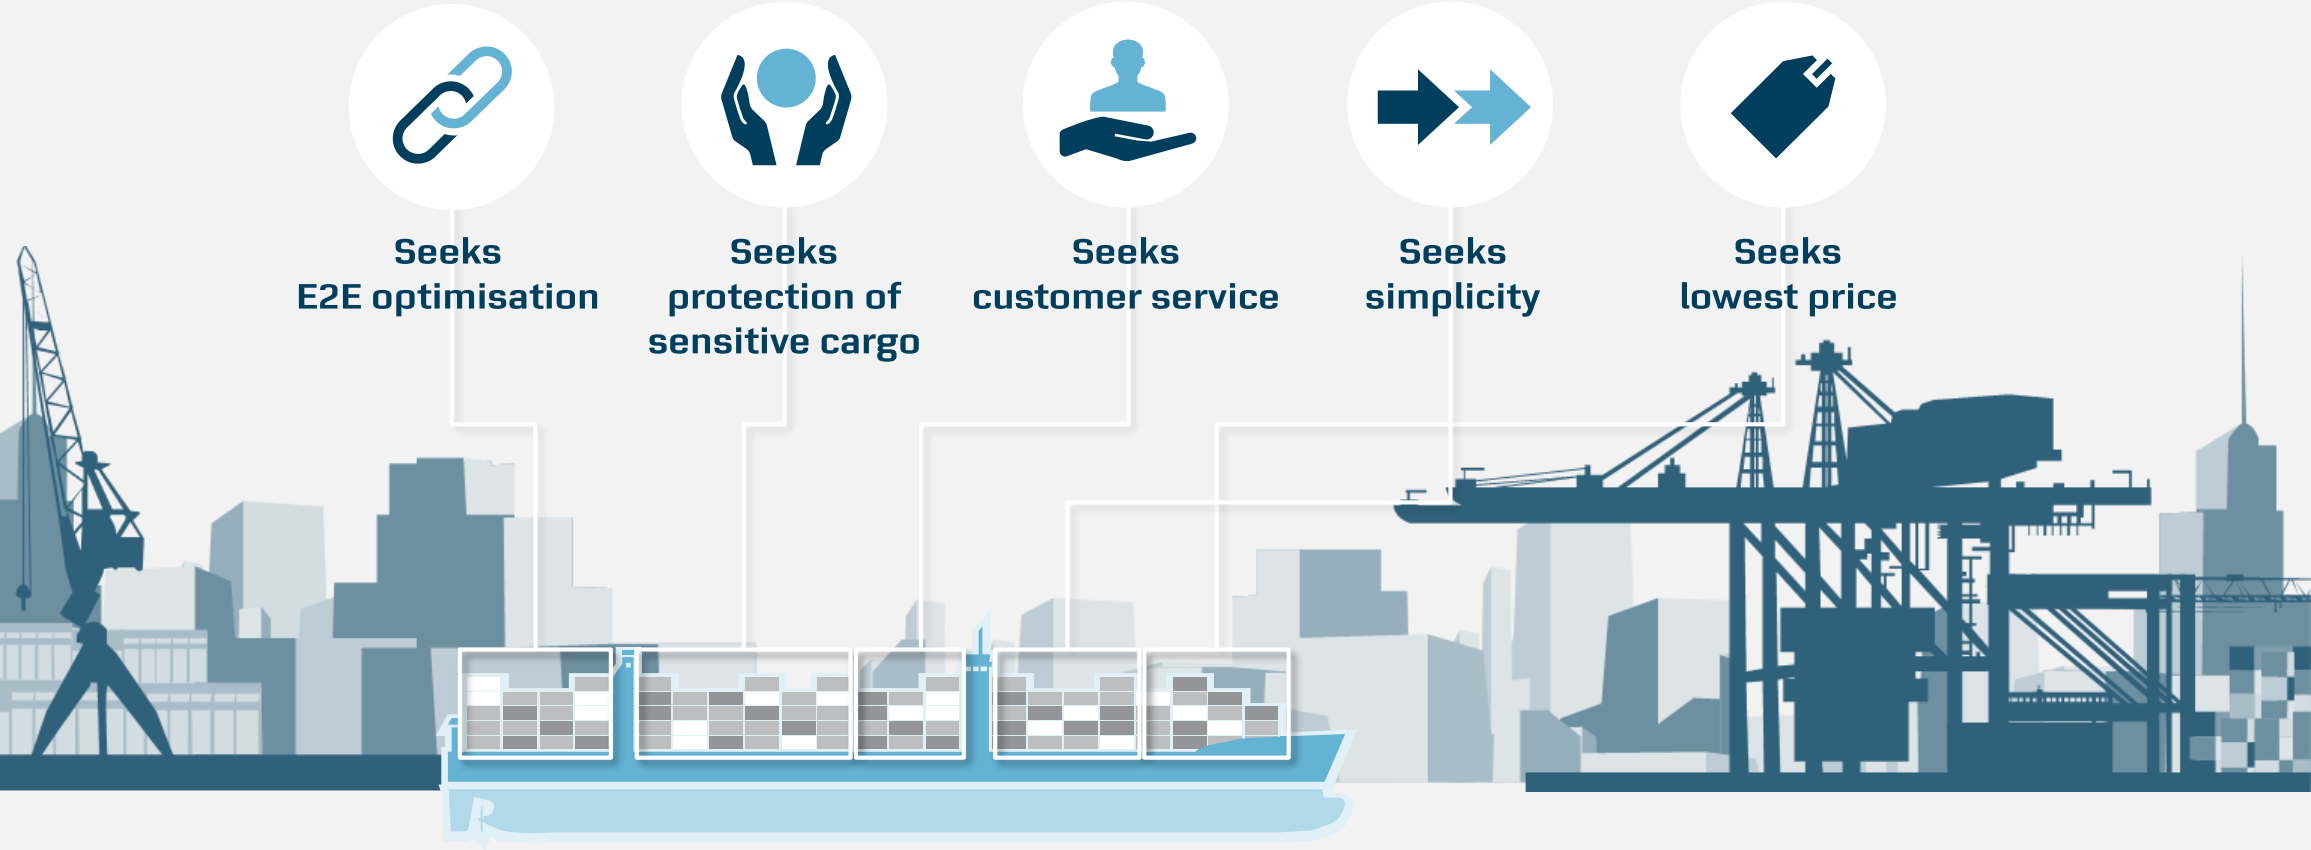 Seeks
E2E optimisation
Seeks
protection of
sensitive cargo
Seeks
customer service
Seeks
simplicity
Seeks
lowest price